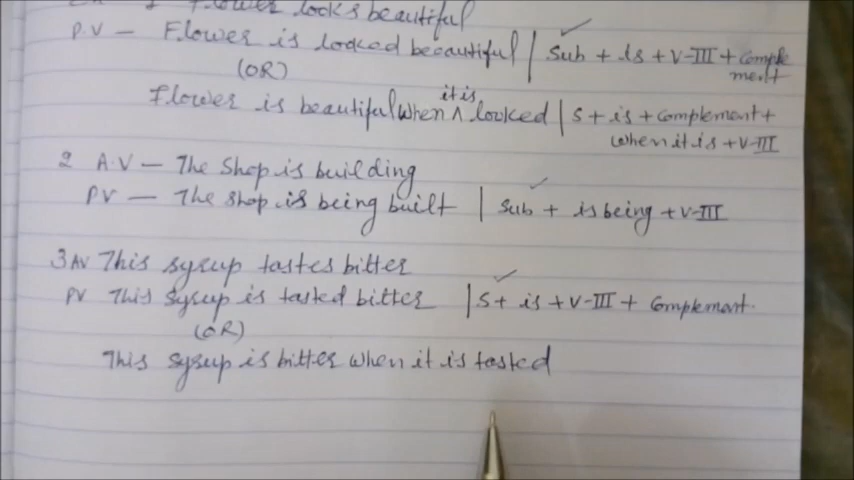 1 Flower looks beautiful
P.V — Flower is looked beautiful | Sub + is + V-III + Complement
(OR)
Flower is beautiful when it is looked | S + is + complement + when it is + V-III
2 A.V — The Shop is building
PV — The shop is being built | Sub + is being + V-III
3 AV This syrup tastes bitter
PV This syrup is tasted bitter | S + is + V-III + Complement.
(OR)
This syrup is bitter when it is tasted